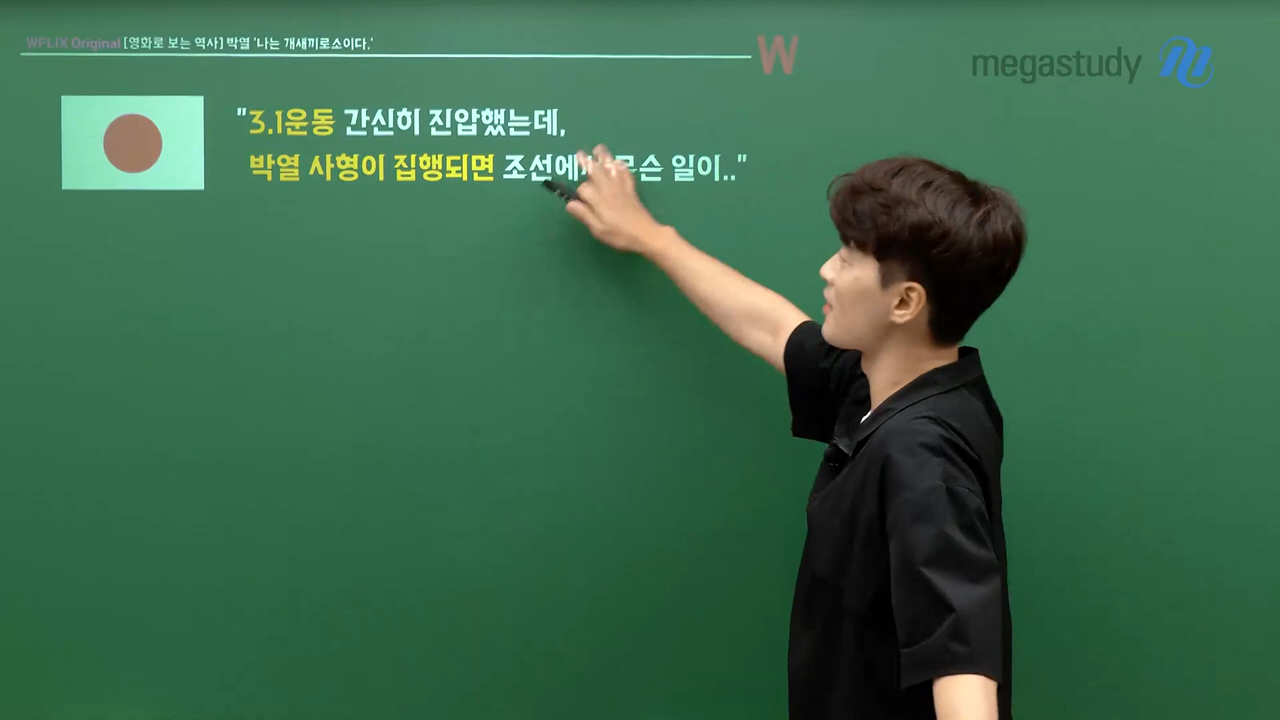 WFLIX Original [영화로 보는 역사] 박열 '나는 개새끼로소이다.'
W
megastudy
"3.1운동 간신히 진압했는데,
박열 사형이 집행되면 조선에 무슨 일이.."